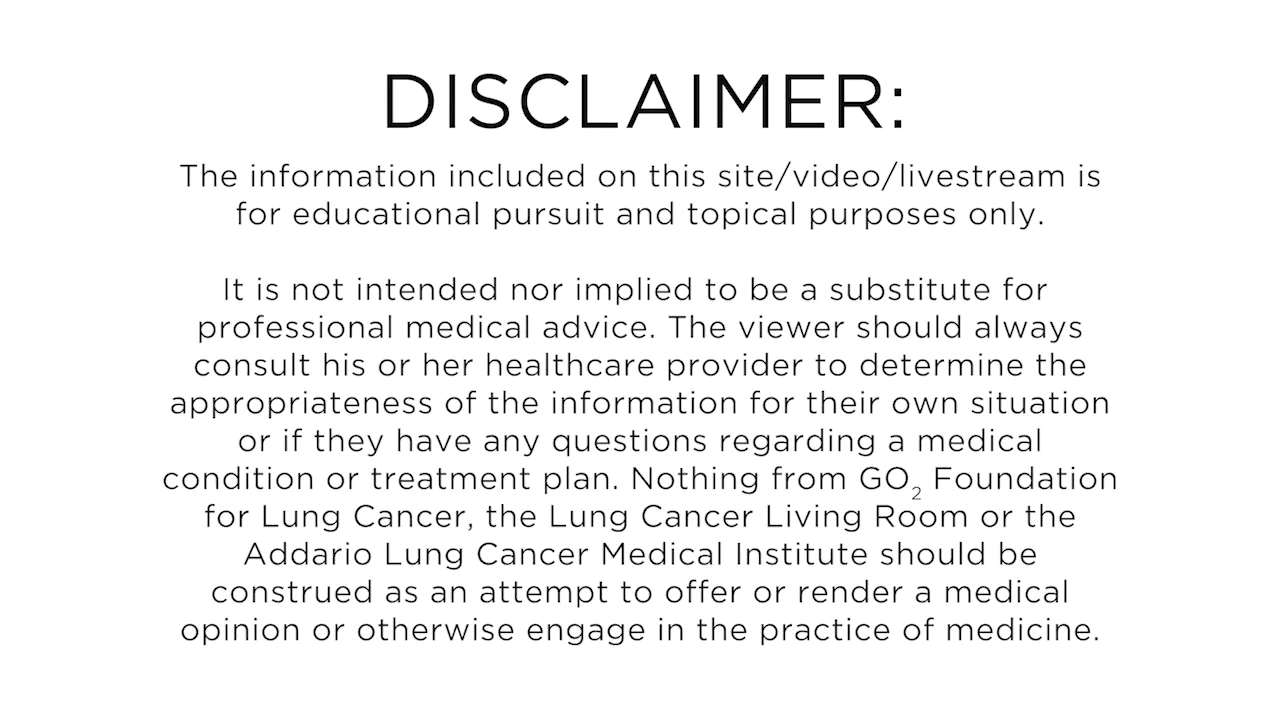 DISCLAIMER:
The information included on this site/video/livestream is
for educational pursuit and topical purposes only.
It is not intended nor implied to be a substitute for
professional medical advice. The viewer should always
consult his or her healthcare provider to determine the
appropriateness of the information for their own situation
or if they have any questions regarding a medical
condition or treatment plan. Nothing from GO₂ Foundation
for Lung Cancer, the Lung Cancer Living Room or the
Addario Lung Cancer Medical Institute should be
construed as an attempt to offer or render a medical
opinion or otherwise engage in the practice of medicine.